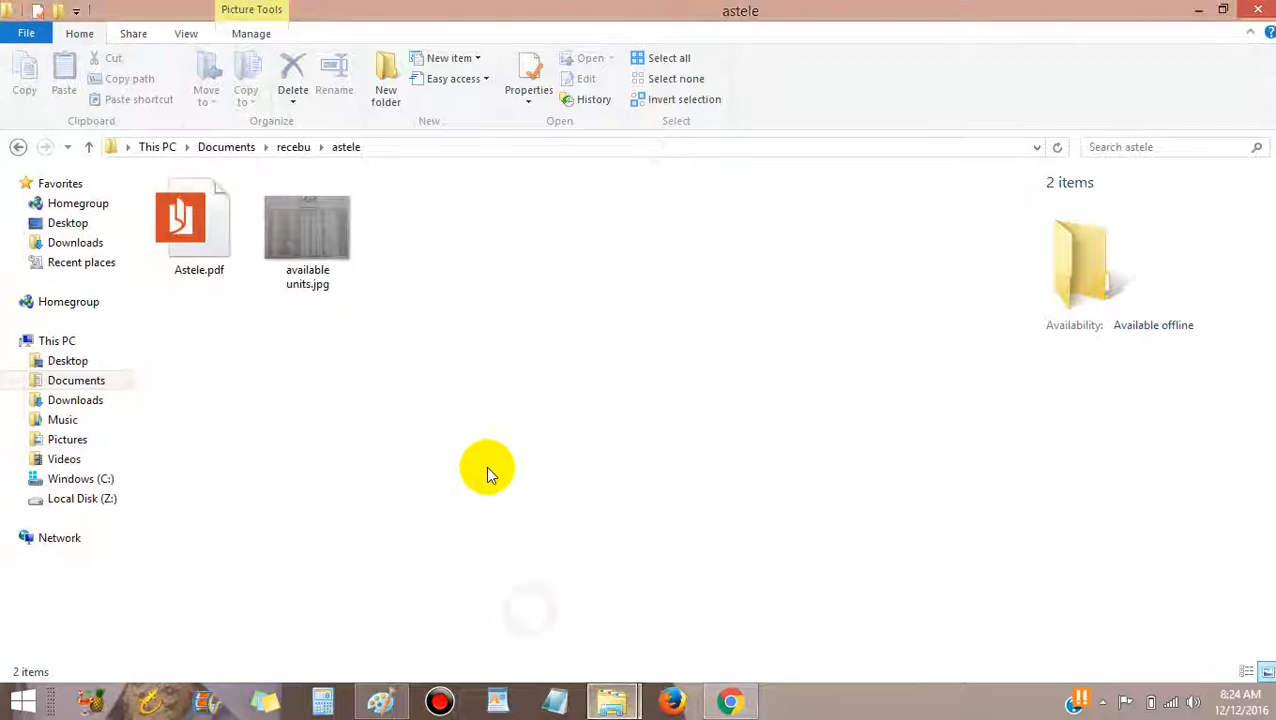 Picture Tools
astele
File
Home
Share
View
Manage
Copy
Paste
Cut
Copy path
Paste shortcut
Clipboard
Move to
Copy to
Delete
Rename
Organize
New folder
New item
Easy access
New
Properties
Open
Edit
History
Open
Select all
Select none
Invert selection
Select
This PC
Documents
recebu
astele
Search astele
Favorites
Homegroup
Desktop
Downloads
Recent places
Homegroup
This PC
Desktop
Documents
Downloads
Music
Pictures
Videos
Windows (C:)
Local Disk (Z:)
Network
Astele.pdf
available
units.jpg
2 items
Availability: Available offline
2 items
8:24 AM
12/12/2016